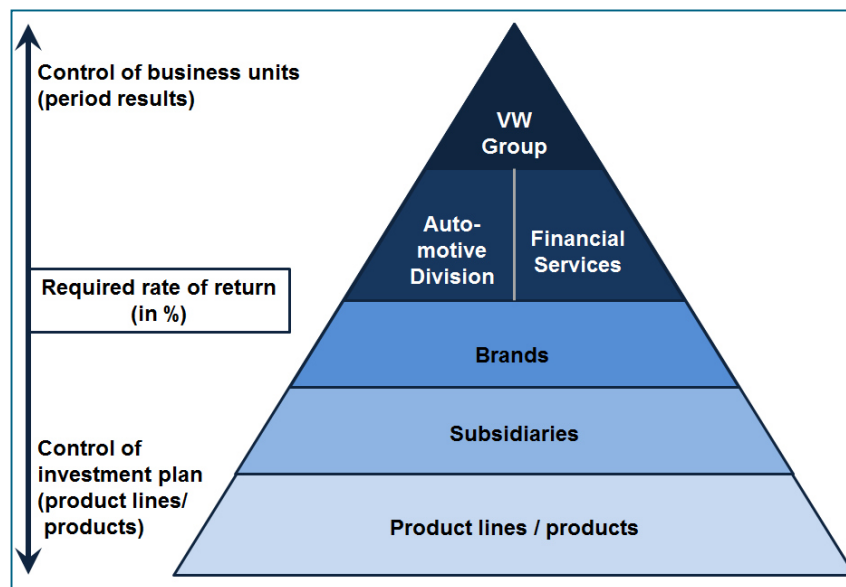 Control of business units
(period results)
Required rate of return
(in %)
Control of
investment plan
(product lines/
products)
VW
Group
Auto-
motive
Division
Financial
Services
Brands
Subsidiaries
Product lines / products